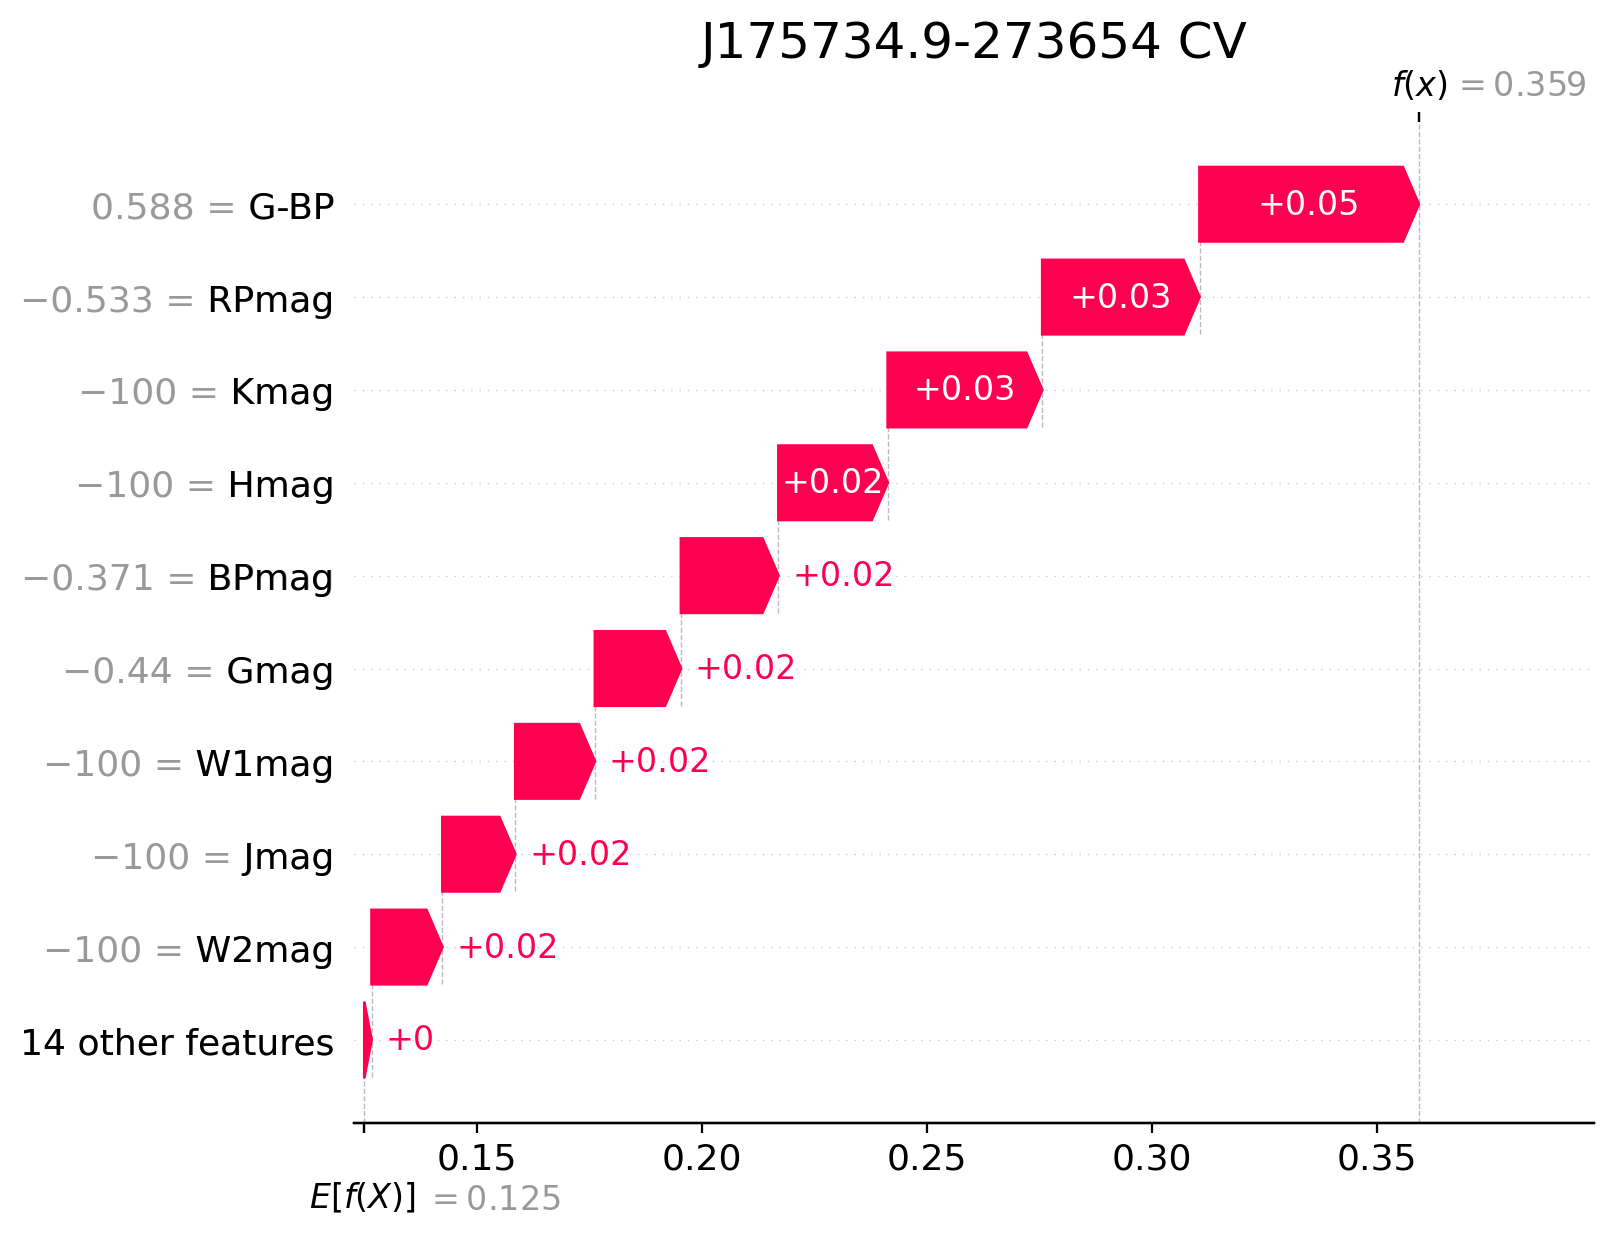 J175734.9-273654 CV
f(x) = 0.359
0.588 = G-BP
+0.05
−0.533 = RPmag
+0.03
−100 = Kmag
+0.03
−100 = Hmag
+0.02
−0.371 = BPmag
+0.02
−0.44 = Gmag
+0.02
−100 = W1mag
+0.02
−100 = Jmag
+0.02
−100 = W2mag
+0.02
14 other features
+0
0.15 0.20 0.25 0.30 0.35
E[f(X)] = 0.125